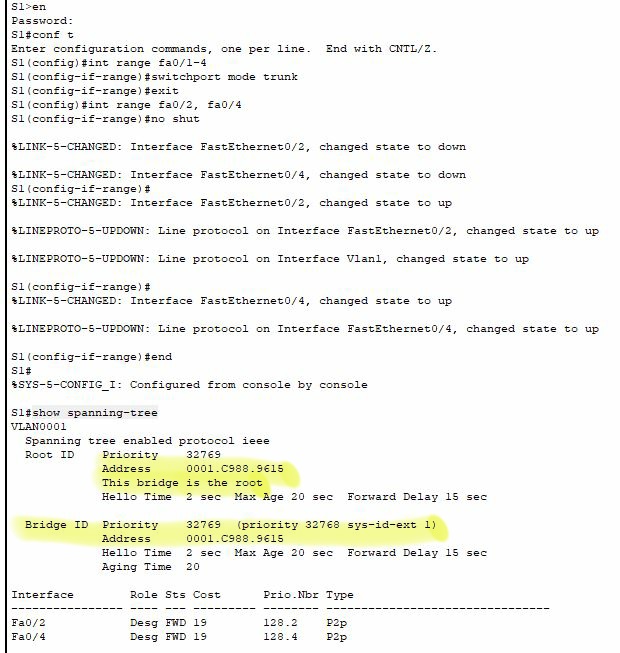 S1>en
Password:
S1#conf t
Enter configuration commands, one per line.  End with CNTL/Z.
S1(config)#int range fa0/1-4
S1(config-if-range)#switchport mode trunk
S1(config-if-range)#exit
S1(config)#int range fa0/2, fa0/4
S1(config-if-range)#no shut
%LINK-5-CHANGED: Interface FastEthernet0/2, changed state to down
%LINK-5-CHANGED: Interface FastEthernet0/4, changed state to down
S1(config-if-range)#
%LINK-5-CHANGED: Interface FastEthernet0/2, changed state to up
%LINEPROTO-5-UPDOWN: Line protocol on Interface FastEthernet0/2, changed state to up
%LINEPROTO-5-UPDOWN: Line protocol on Interface Vlan1, changed state to up
S1(config-if-range)#
%LINK-5-CHANGED: Interface FastEthernet0/4, changed state to up
%LINEPROTO-5-UPDOWN: Line protocol on Interface FastEthernet0/4, changed state to up
S1(config-if-range)#end
S1#
%SYS-5-CONFIG_I: Configured from console by console
S1#show spanning-tree
VLAN0001
  Spanning tree enabled protocol ieee
  Root ID    Priority    32769
             Address     0001.C988.9615
             This bridge is the root
             Hello Time  2 sec  Max Age 20 sec  Forward Delay 15 sec
  Bridge ID  Priority    32769  (priority 32768 sys-id-ext 1)
             Address     0001.C988.9615
             Hello Time  2 sec  Max Age 20 sec  Forward Delay 15 sec
             Aging Time  20
Interface        Role Sts Cost      Prio.Nbr Type
---------------- ---- --- --------- -------- --------------------------------
Fa0/2            Desg FWD 19        128.2    P2p
Fa0/4            Desg FWD 19        128.4    P2p